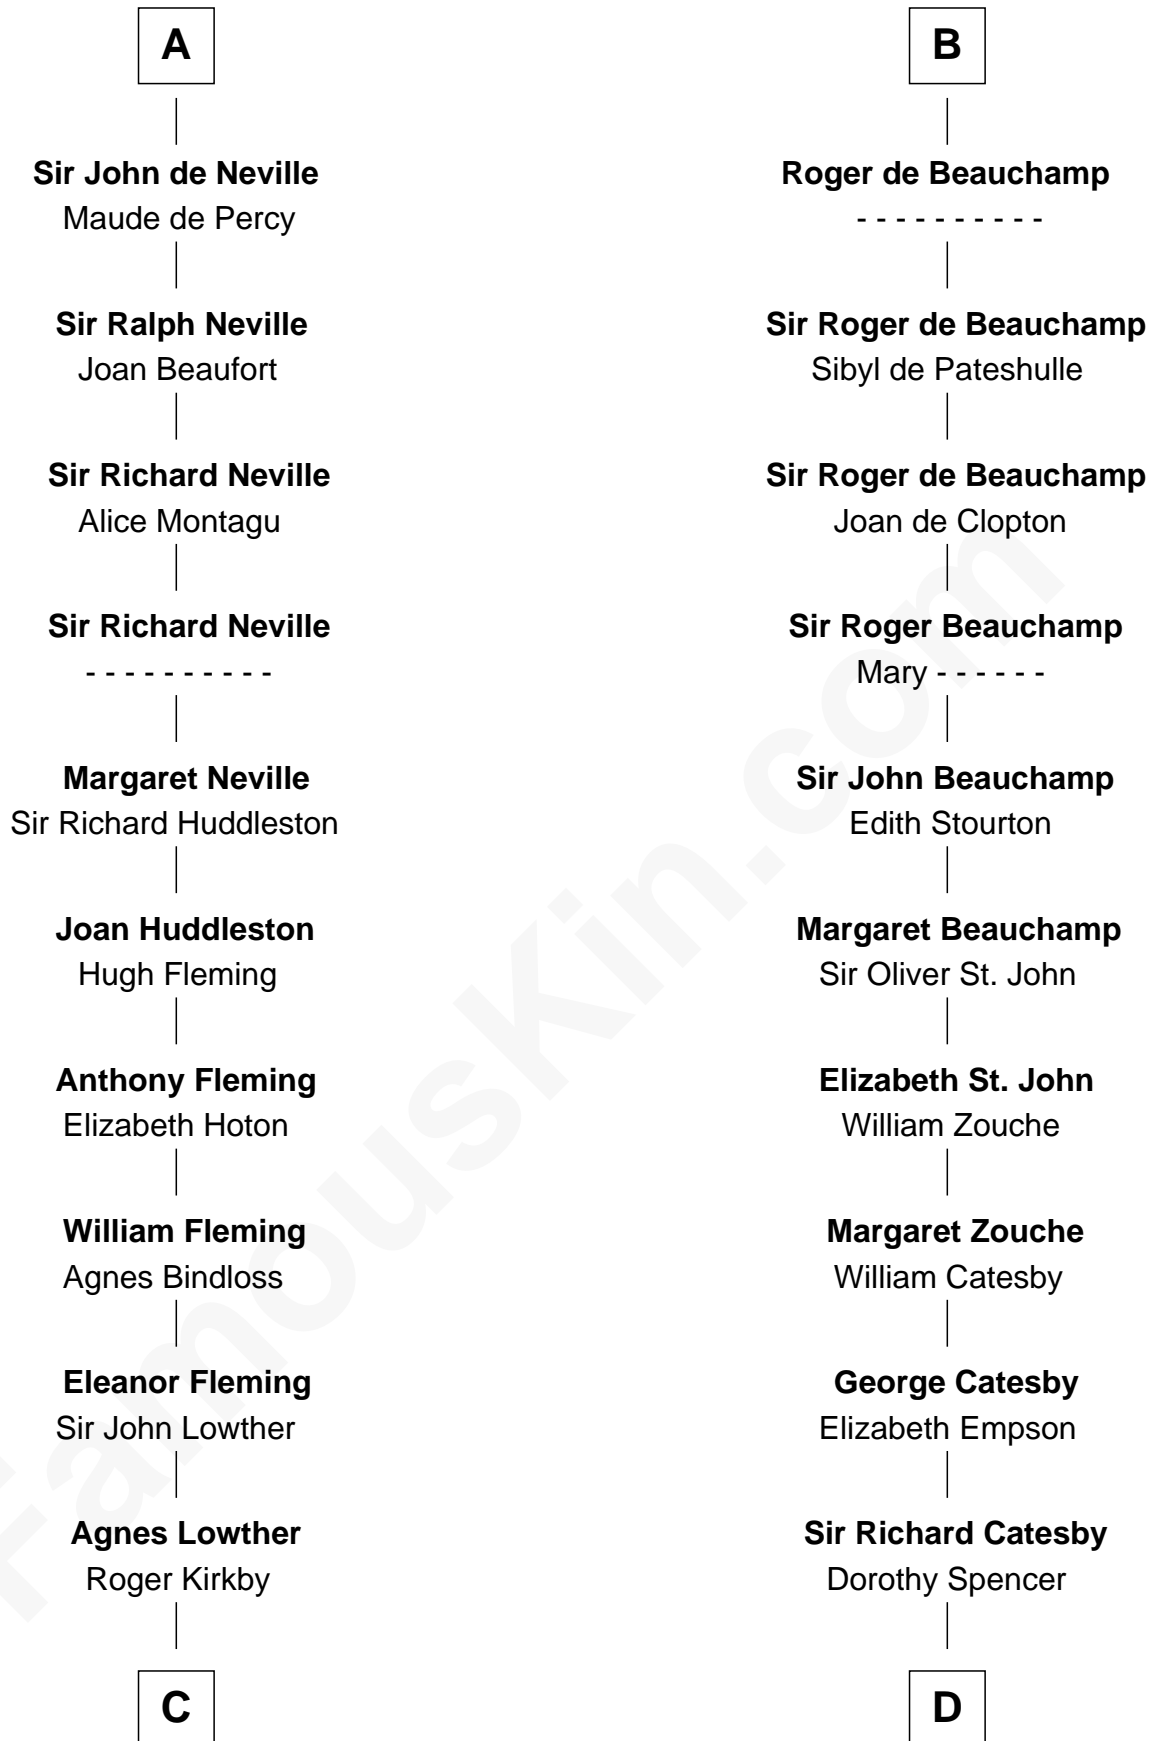 A
Sir John de Neville
Maude de Percy
Sir Ralph Neville
Joan Beaufort
Sir Richard Neville
Alice Montagu
Sir Richard Neville
- - - - - - - - - -
Margaret Neville
Sir Richard Huddleston
Joan Huddleston
Hugh Fleming
Anthony Fleming
Elizabeth Hoton
William Fleming
Agnes Bindloss
Eleanor Fleming
Sir John Lowther
Agnes Lowther
Roger Kirkby
C
B
Roger de Beauchamp
- - - - - - - - - -
Sir Roger de Beauchamp
Sibyl de Pateshulle
Sir Roger de Beauchamp
Joan de Clopton
Sir Roger Beauchamp
Mary - - - - - -
Sir John Beauchamp
Edith Stourton
Margaret Beauchamp
Sir Oliver St. John
Elizabeth St. John
William Zouche
Margaret Zouche
William Catesby
George Catesby
Elizabeth Empson
Sir Richard Catesby
Dorothy Spencer
D
FamousKin.com